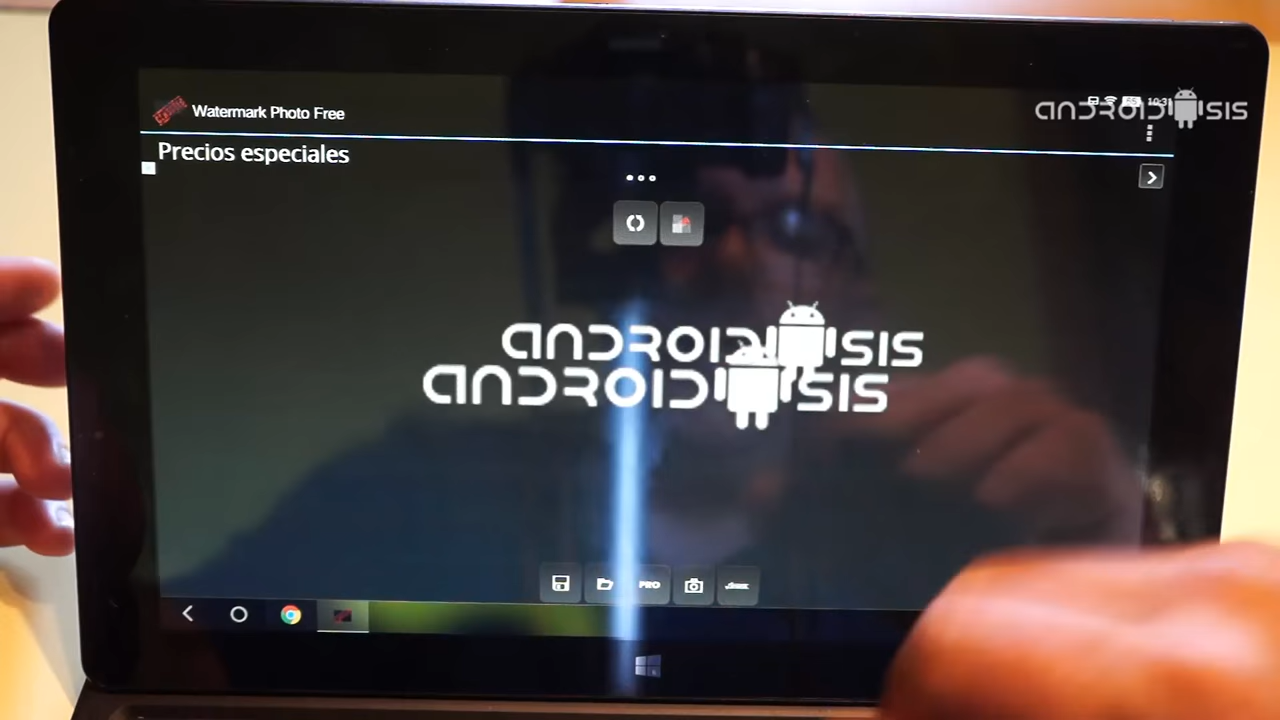 Watermark Photo Free
ANDROIDSIS
Precios especiales
ANDROIDSIS
ANDROIDSIS
PRO